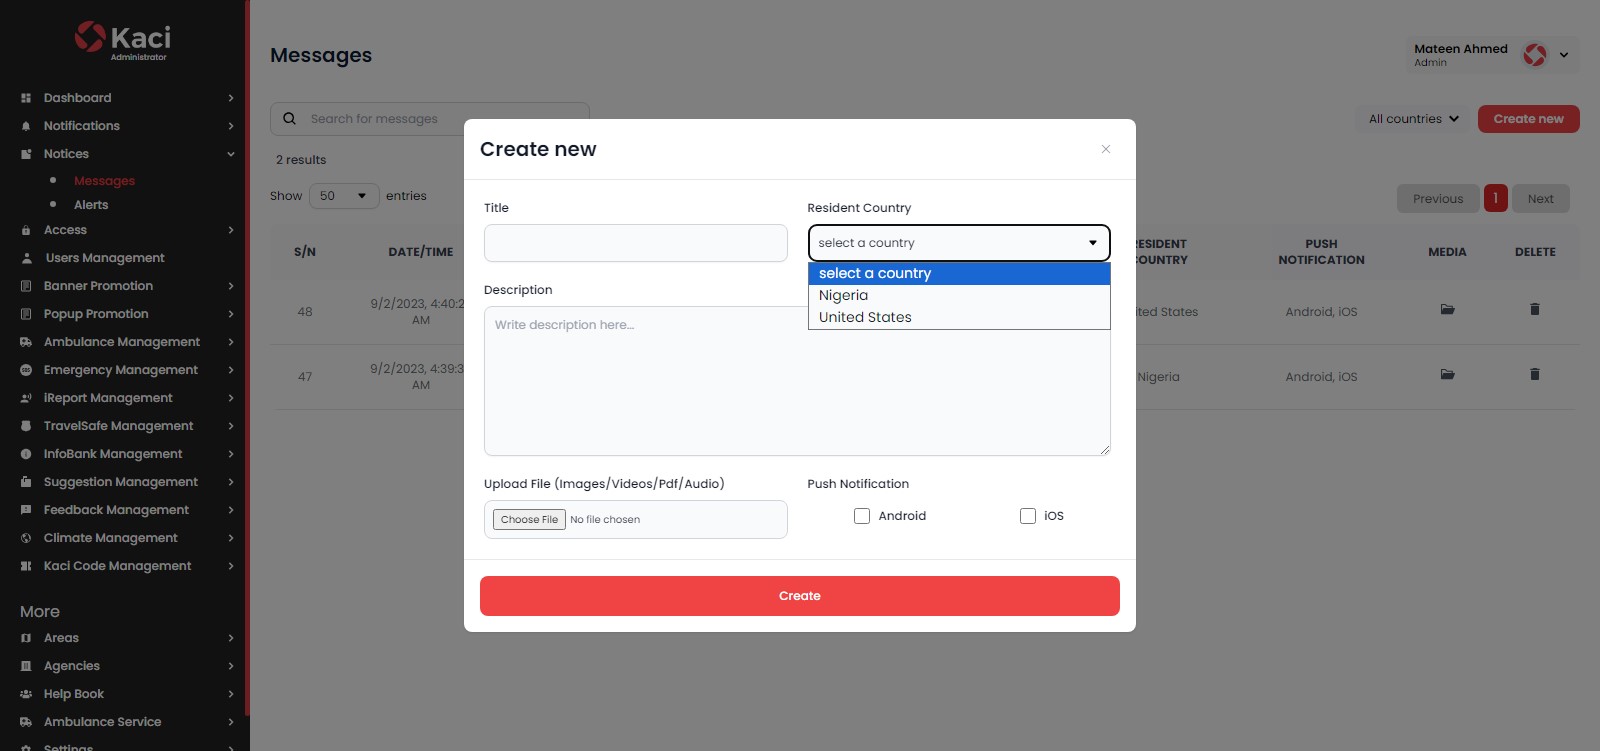 Kaci
Administrator
Dashboard
Notifications
Notices
Messages
Alerts
Access
Users Management
Banner Promotion
Popup Promotion
Ambulance Management
Emergency Management
iReport Management
TravelSafe Management
InfoBank Management
Suggestion Management
Feedback Management
Climate Management
Kaci Code Management
More
Areas
Agencies
Help Book
Ambulance Service
Settings
Messages
Mateen Ahmed
Admin
Search for messages
All countries
Create new
2 results
Show 50 entries
Previous 1 Next
S/N DATE/TIME RESIDENT COUNTRY PUSH NOTIFICATION MEDIA DELETE
48 9/2/2023, 4:40:2 AM ited States Android, iOS
47 9/2/2023, 4:39:3 AM Nigeria Android, iOS
Create new
Title
Resident Country
select a country
select a country
Nigeria
United States
Description
Write description here...
Upload File (Images/Videos/Pdf/Audio)
Choose File No file chosen
Push Notification
Android
iOS
Create